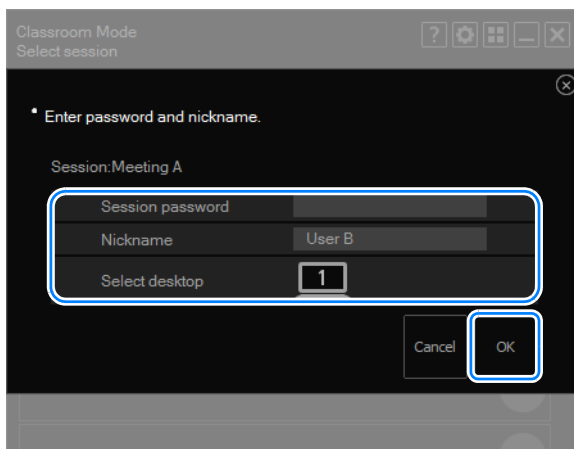 Classroom Mode
Select session
?
Enter password and nickname.
Session:Meeting A
Session password
Nickname User B
Select desktop 1
Cancel OK